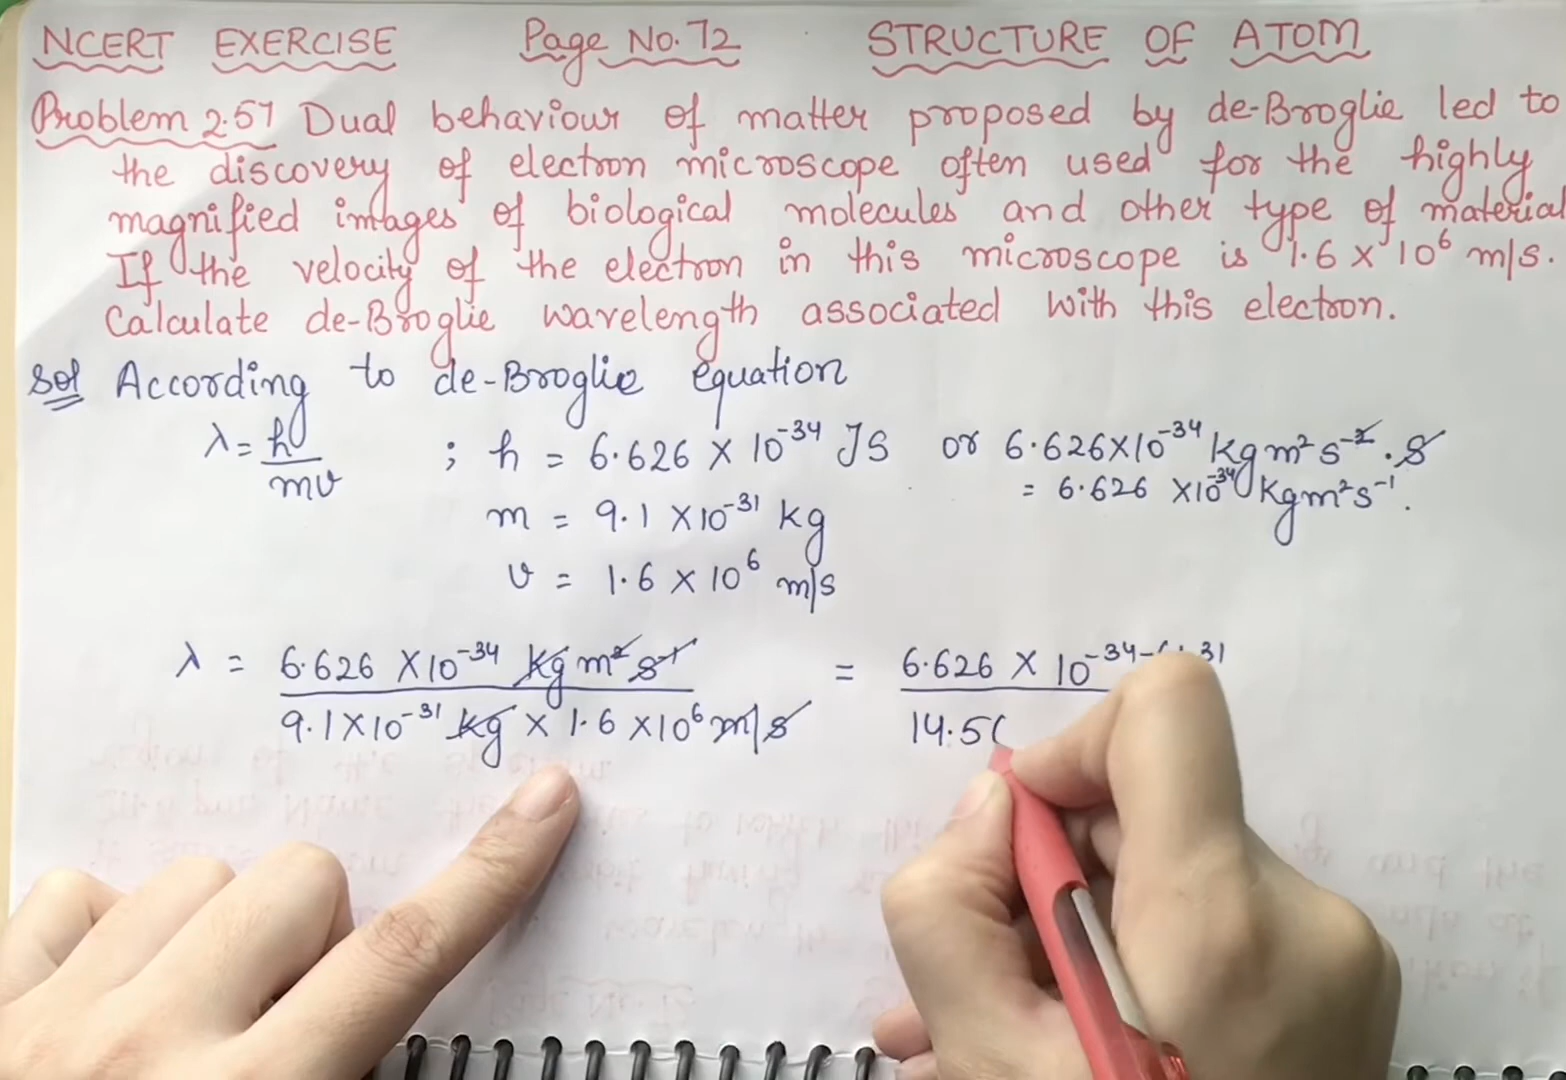 NCERT EXERCISE Page No. 72 STRUCTURE OF ATOM
Problem 2.57 Dual behaviour of matter proposed by de-Broglie led to
the discovery of electron microscope often used for the highly
magnified images of biological molecules and other type of material
If the velocity of the electron in this microscope is 1.6 × 10⁶ m/s.
Calculate de-Broglie wavelength associated with this electron.
Sol According to de-Broglie equation
λ = h/mv ; h = 6.626 × 10⁻³⁴ JS or 6.626×10⁻³⁴ kg m² s⁻² . s
= 6.626 ×10⁻³⁴ kgm²s⁻¹.
m = 9.1 ×10⁻³¹ kg
v = 1.6 × 10⁶ m/s
λ = 6.626 ×10⁻³⁴ kg m² s⁻¹ = 6.626 × 10⁻³⁴⁻
9.1×10⁻³¹ kg × 1.6 ×10⁶ m/s 14.5